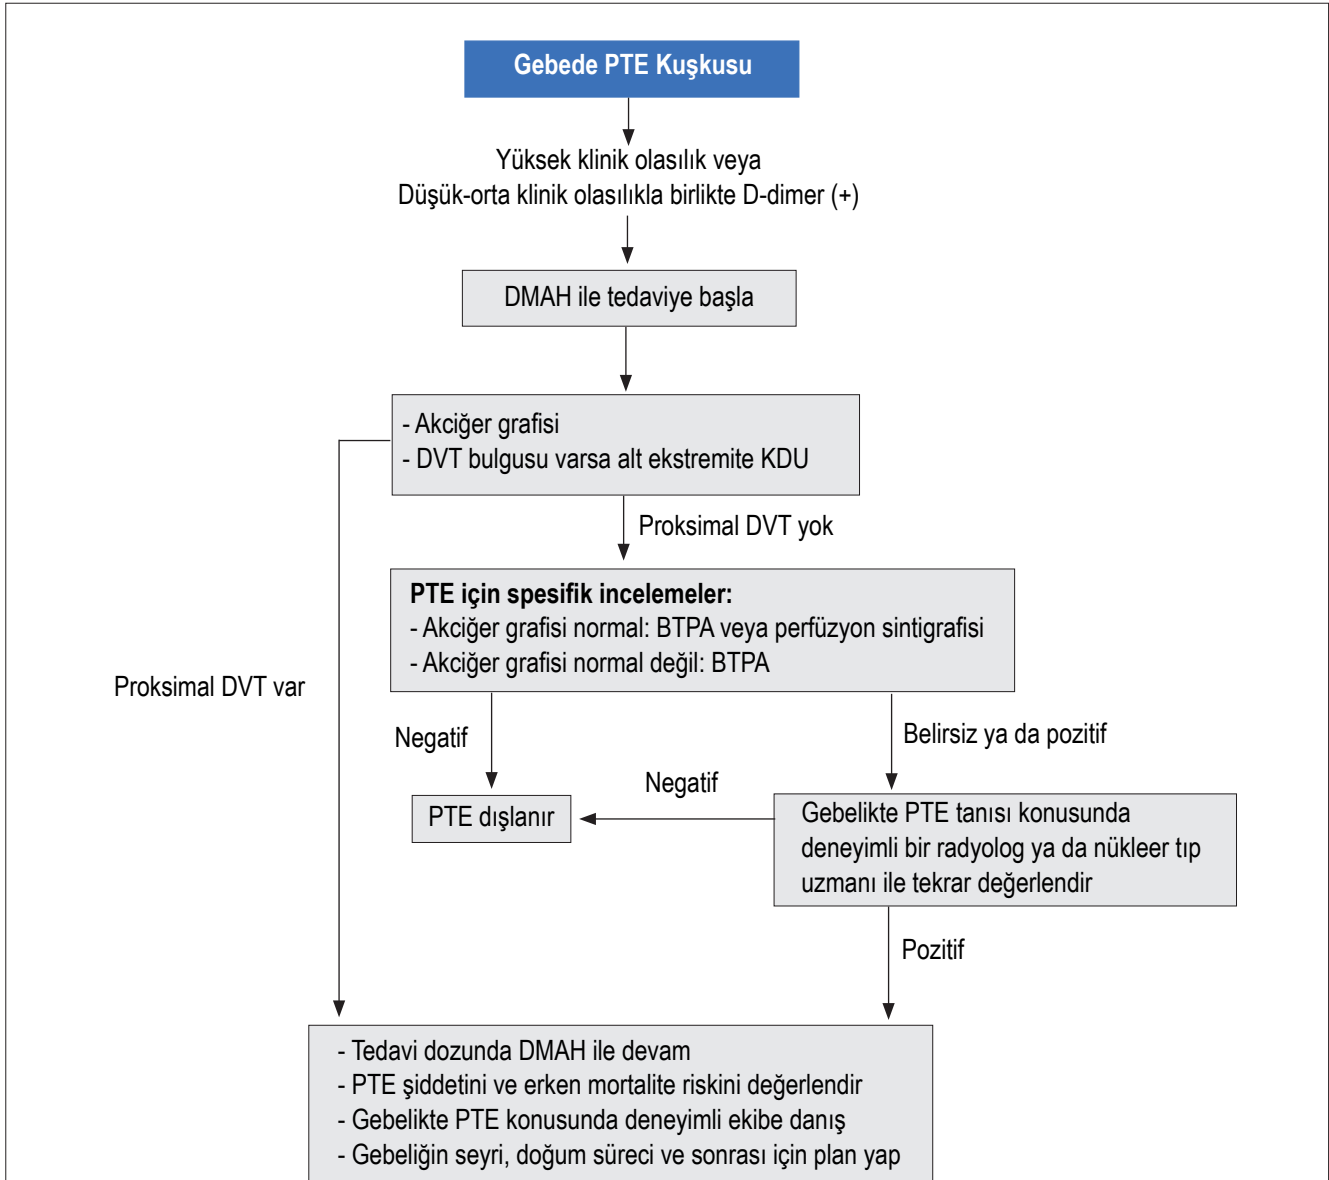 Gebede PTE Kuşkusu
Yüksek klinik olasılık veya
Düşük-orta klinik olasılıkla birlikte D-dimer (+)
DMAH ile tedaviye başla
- Akciğer grafisi
- DVT bulgusu varsa alt ekstremite KDU
Proksimal DVT yok
PTE için spesifik incelemeler:
- Akciğer grafisi normal: BTPA veya perfüzyon sintigrafisi
- Akciğer grafisi normal değil: BTPA
Proksimal DVT var
Negatif
Belirsiz ya da pozitif
Negatif
PTE dışlanır
Gebelikte PTE tanısı konusunda
deneyimli bir radyolog ya da nükleer tıp
uzmanı ile tekrar değerlendir
Pozitif
- Tedavi dozunda DMAH ile devam
- PTE şiddetini ve erken mortalite riskini değerlendir
- Gebelikte PTE konusunda deneyimli ekibe danış
- Gebeliğin seyri, doğum süreci ve sonrası için plan yap